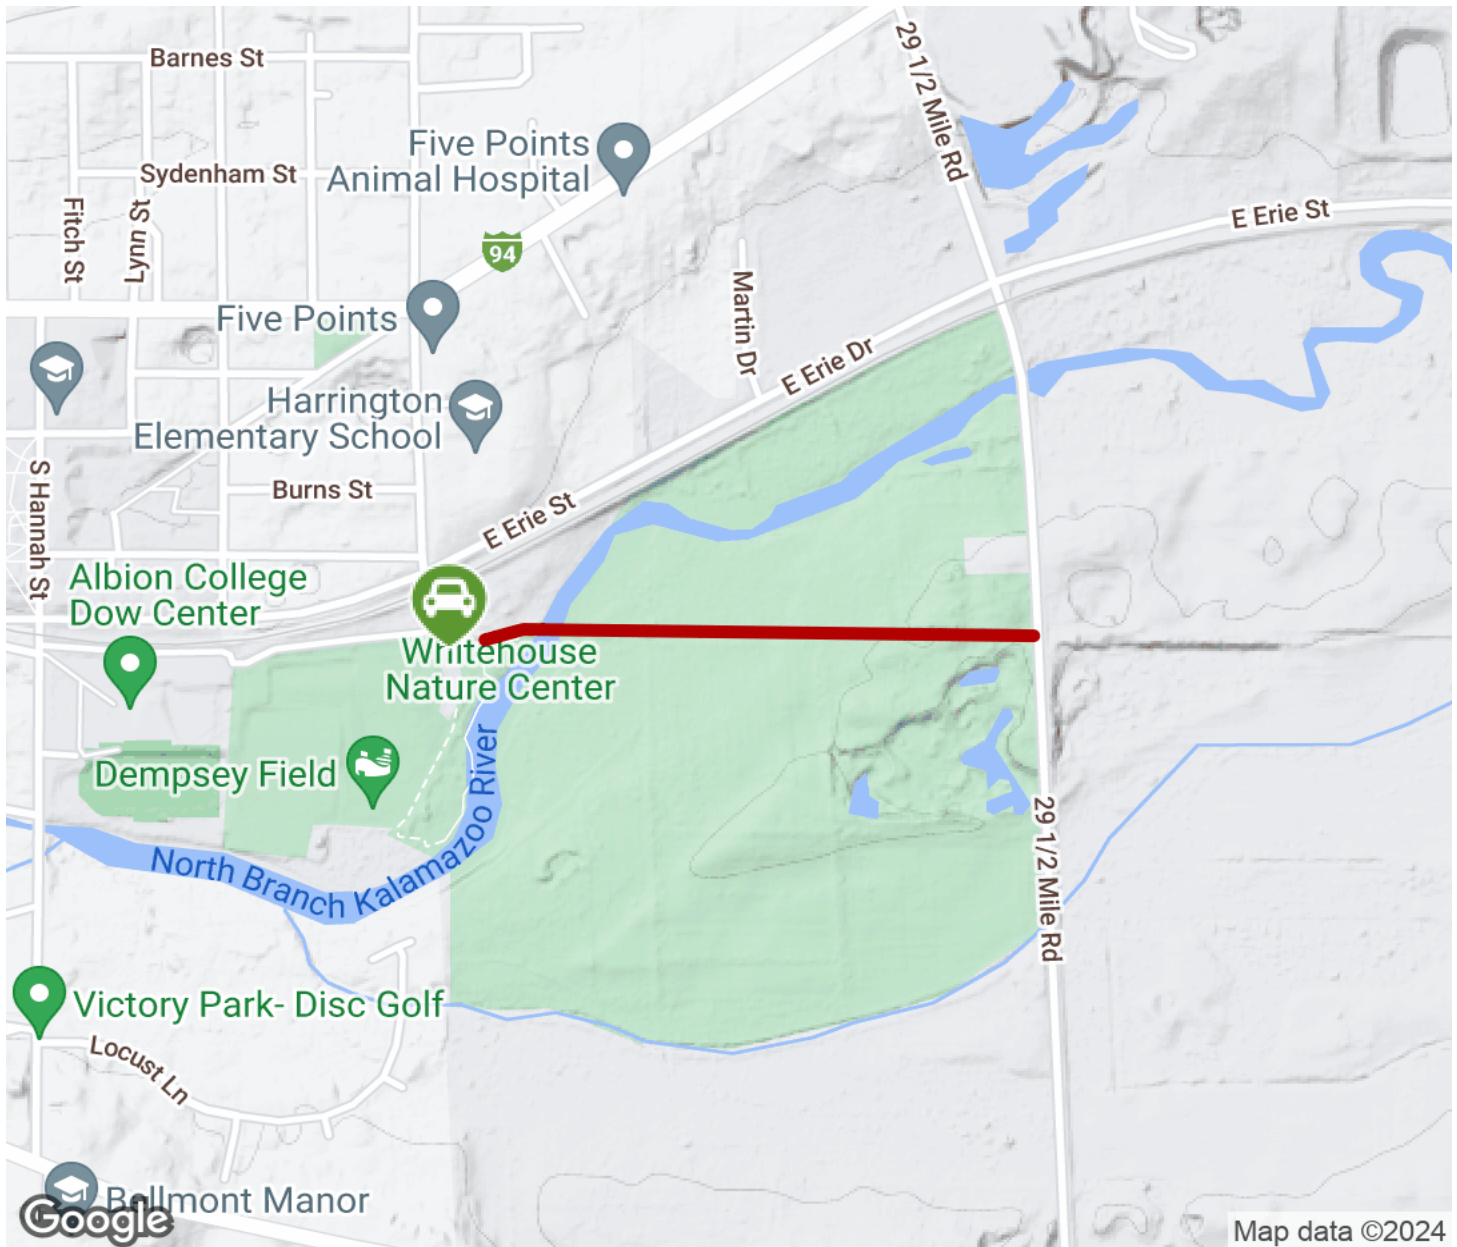 Barnes St
29 1/2 Mile Rd
Five Points
Animal Hospital
Sydenham St
Fitch St
Lynn St
E Erie St
94
Martin Dr
Five Points
E Erie Dr
Harrington
Elementary School
S Hannah St
Burns St
E Erie St
Albion College
Dow Center
Whitehouse
Nature Center
Dempsey Field
North Branch Kalamazoo River
29 1/2 Mile Rd
Victory Park- Disc Golf
Locust Ln
Bellmont Manor
Google
Map data ©2024